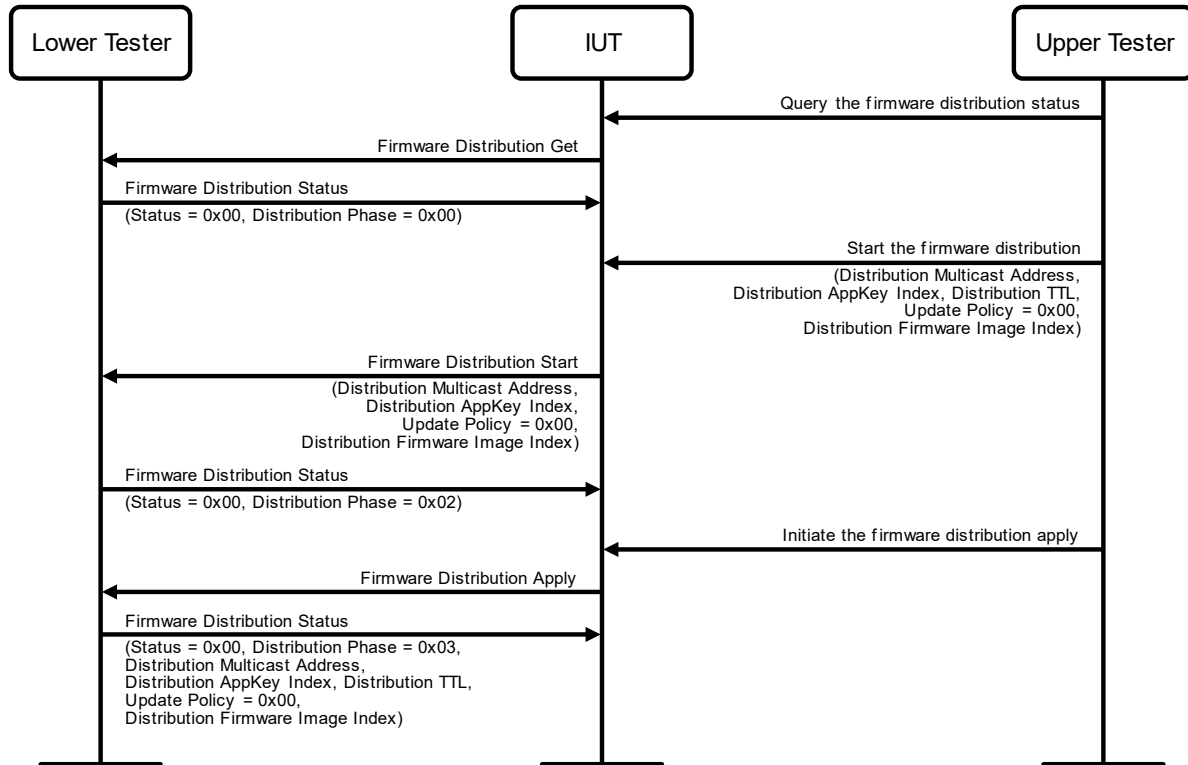 Lower Tester
IUT
Upper Tester
Query the firmware distribution status
Firmware Distribution Get
Firmware Distribution Status
(Status = 0x00, Distribution Phase = 0x00)
Start the firmware distribution
(Distribution Multicast Address,
Distribution AppKey Index, Distribution TTL,
Update Policy = 0x00,
Distribution Firmware Image Index)
Firmware Distribution Start
(Distribution Multicast Address,
Distribution AppKey Index,
Update Policy = 0x00,
Distribution Firmware Image Index)
Firmware Distribution Status
(Status = 0x00, Distribution Phase = 0x02)
Initiate the firmware distribution apply
Firmware Distribution Apply
Firmware Distribution Status
(Status = 0x00, Distribution Phase = 0x03,
Distribution Multicast Address,
Distribution AppKey Index, Distribution TTL,
Update Policy = 0x00,
Distribution Firmware Image Index)